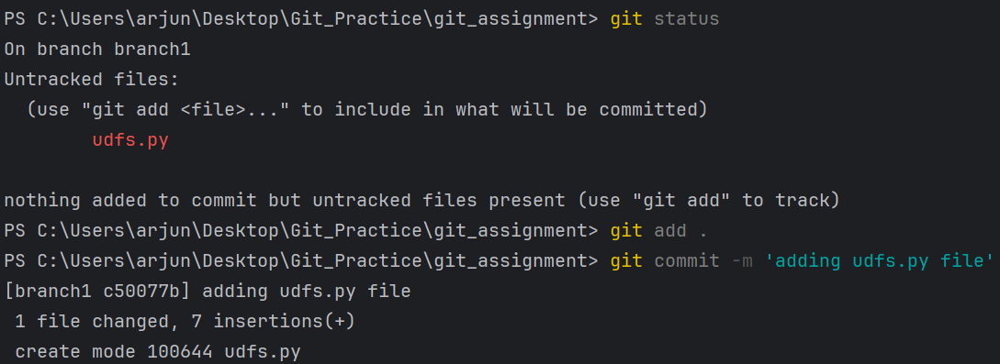 PS C:\Users\arjun\Desktop\Git_Practice\git_assignment> git status
On branch branch1
Untracked files:
  (use "git add <file>..." to include in what will be committed)
        udfs.py

nothing added to commit but untracked files present (use "git add" to track)
PS C:\Users\arjun\Desktop\Git_Practice\git_assignment> git add .
PS C:\Users\arjun\Desktop\Git_Practice\git_assignment> git commit -m 'adding udfs.py file'
[branch1 c50077b] adding udfs.py file
 1 file changed, 7 insertions(+)
 create mode 100644 udfs.py